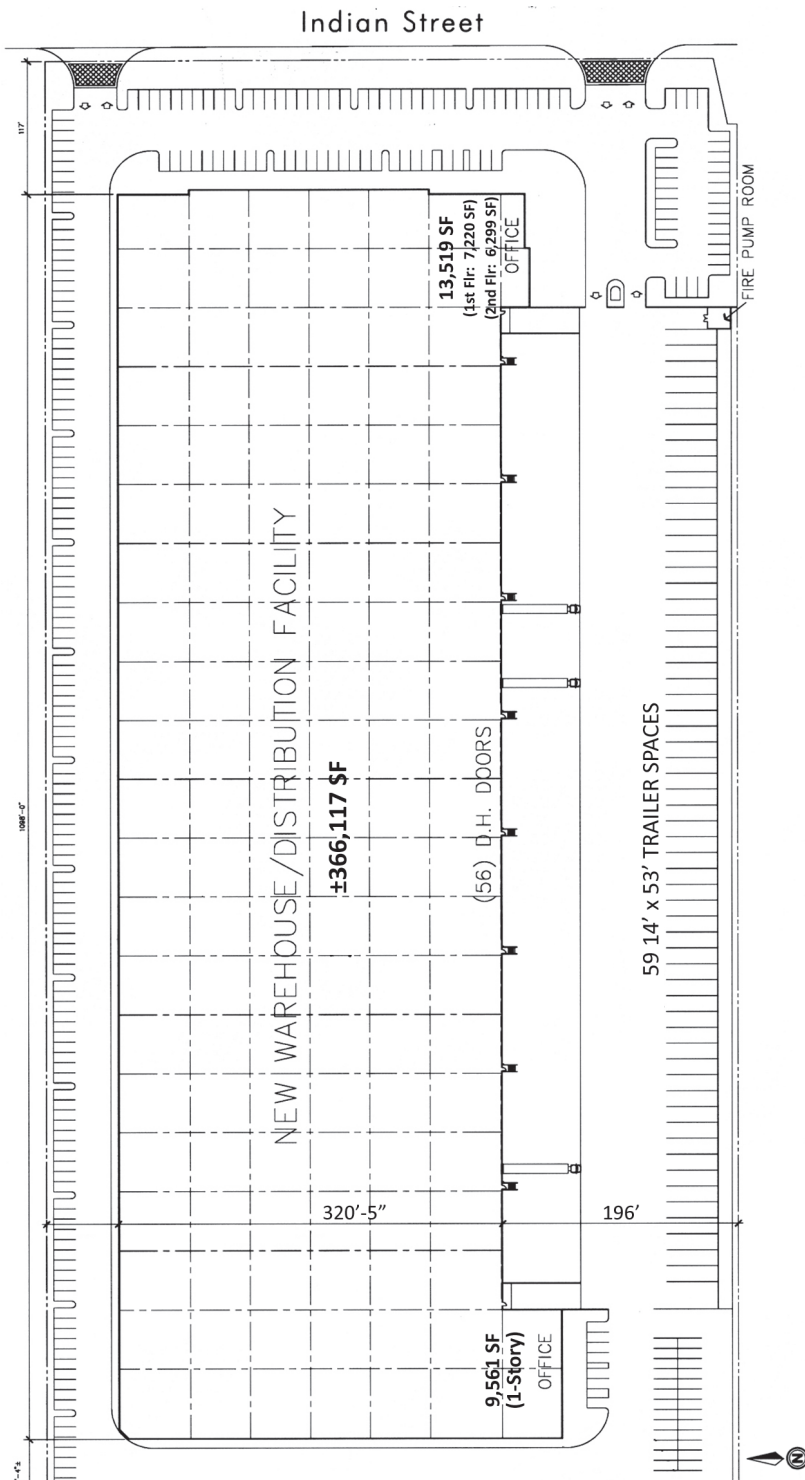 Indian Street
117'
FIRE PUMP ROOM
13,519 SF
(1st Flr: 7,220 SF)
(2nd Flr: 6,299 SF)
OFFICE
NEW WAREHOUSE/DISTRIBUTION FACILITY
±366,117 SF
(56) D.H. DOORS
59 14' x 53' TRAILER SPACES
1098'-0"
320'-5"
196'
9,561 SF
(1-Story)
OFFICE
N